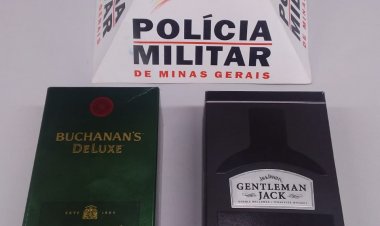 POLÍCIA
MILITAR
DE MINAS GERAIS
BUCHANAN'S
DELUXE
GENTLEMAN
JACK